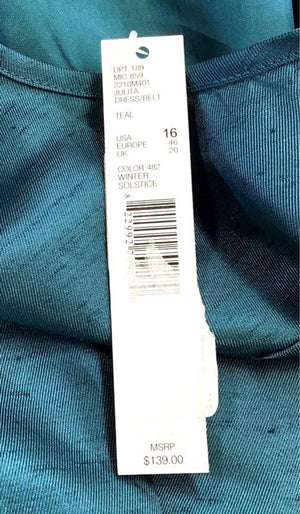 DPT 189
MIC 859
2210M401
JULITA
DRESS/BELT
TEAL
USA 16
EUROPE 46
UK 20
COLOR 482
WINTER
SOLSTICE
MSRP
$139.00